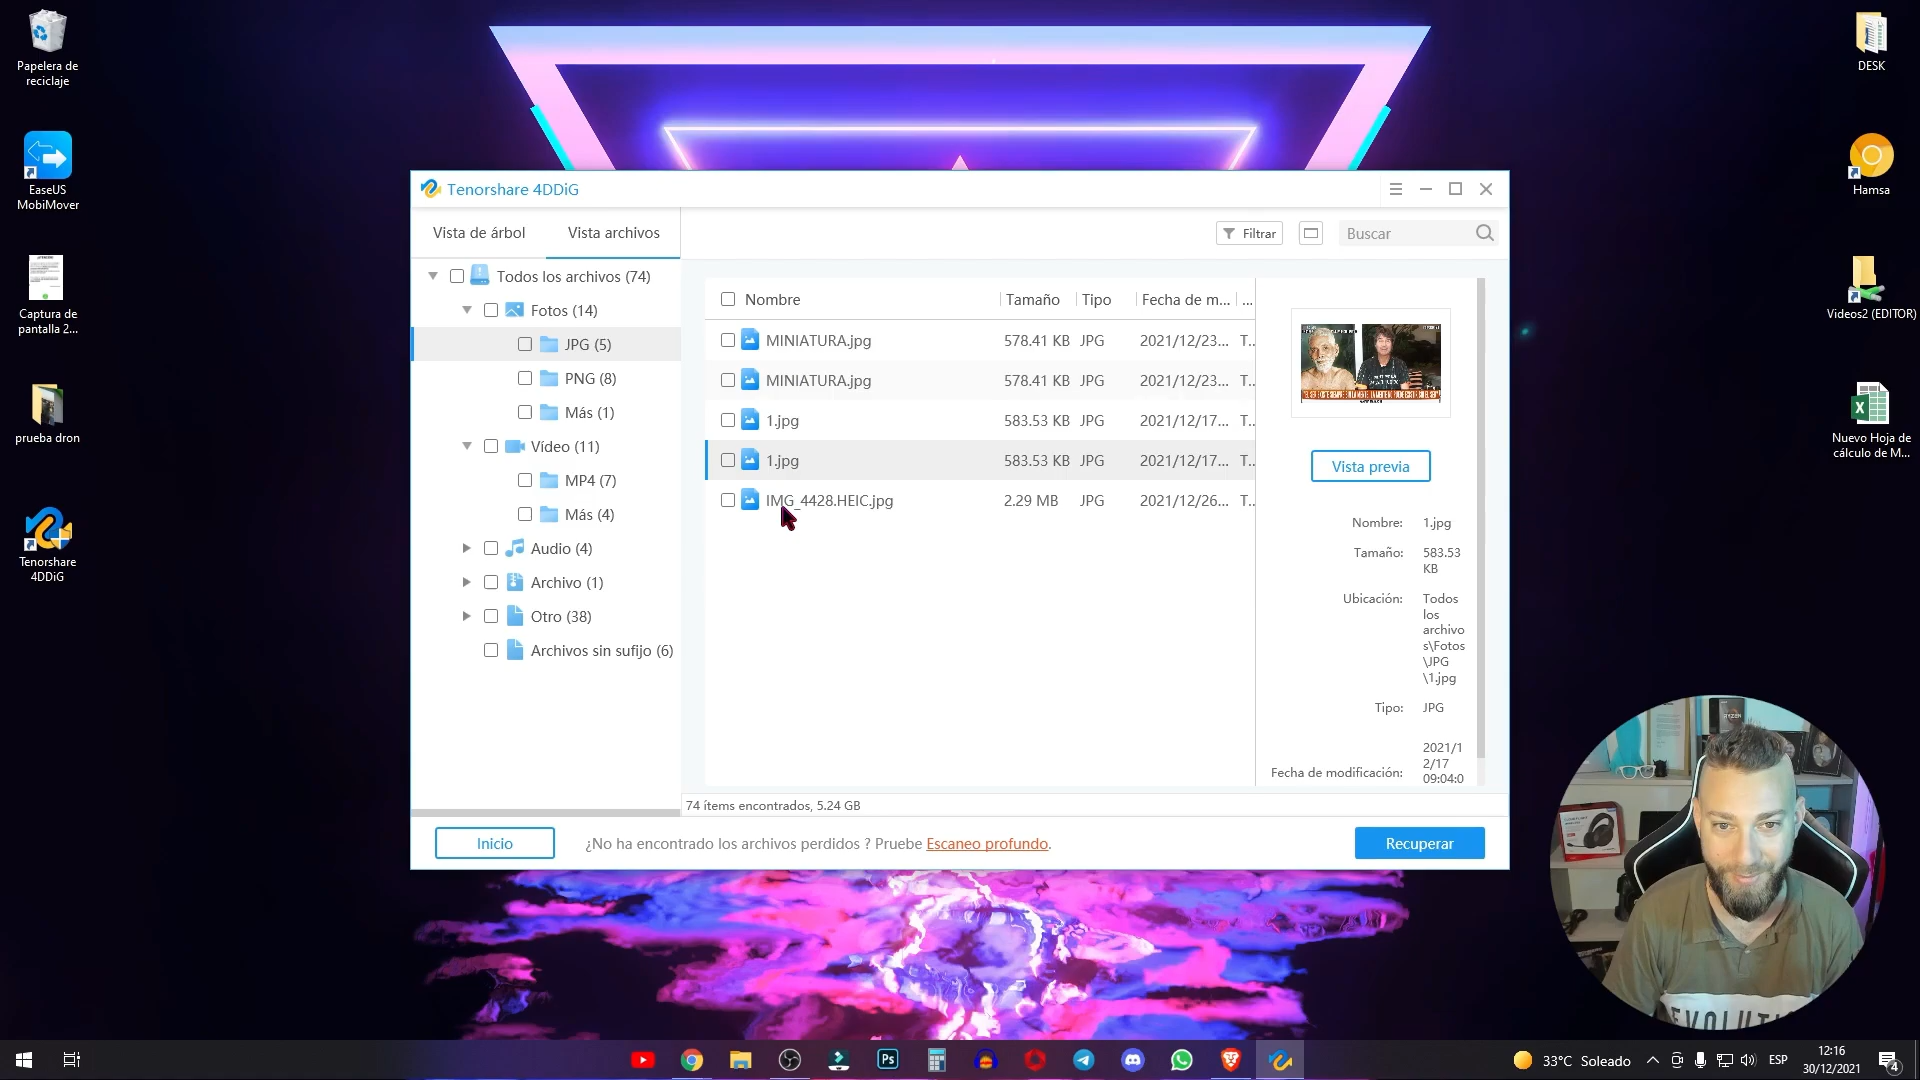 Papelera de
reciclaje
EaseUS
MobiMover
Captura de
pantalla 2...
prueba dron
Tenorshare
4DDiG
DESK
Hamsa
Videos2 (EDITOR)
Nuevo Hoja de
cálculo de M...
Tenorshare 4DDiG
Vista de árbol
Vista archivos
Filtrar
Buscar
Todos los archivos (74)
Fotos (14)
JPG (5)
PNG (8)
Más (1)
Vídeo (11)
MP4 (7)
Más (4)
Audio (4)
Archivo (1)
Otro (38)
Archivos sin sufijo (6)
Nombre Tamaño Tipo Fecha de m... ...
MINIATURA.jpg 578.41 KB JPG 2021/12/23... T..
MINIATURA.jpg 578.41 KB JPG 2021/12/23... T..
1.jpg 583.53 KB JPG 2021/12/17... T..
1.jpg 583.53 KB JPG 2021/12/17... T..
IMG_4428.HEIC.jpg 2.29 MB JPG 2021/12/26... T..
Vista previa
Nombre: 1.jpg
Tamaño: 583.53
KB
Ubicación: Todos
los
archivo
s\Fotos
\JPG
\1.jpg
Tipo: JPG
2021/1
2/17
Fecha de modificación: 09:04:0
74 ítems encontrados, 5.24 GB
Inicio
¿No ha encontrado los archivos perdidos ? Pruebe Escaneo profundo.
Recuperar
RYZEN
EVOLUTI
Ps
33°C Soleado
ESP
12:16
30/12/2021
4